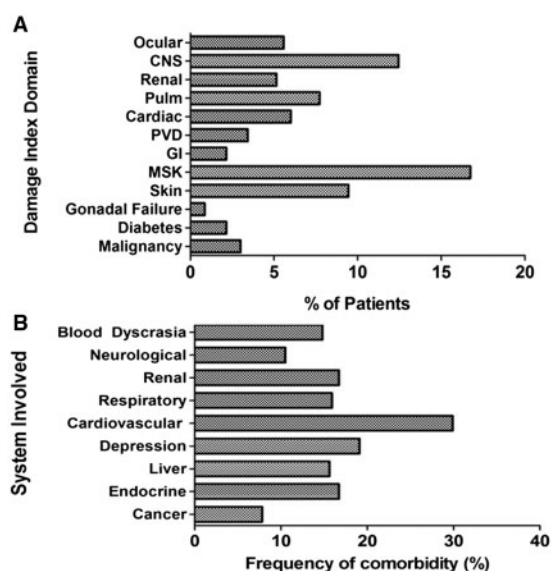 A
Damage Index Domain
Ocular
CNS
Renal
Pulm
Cardiac
PVD
GI
MSK
Skin
Gonadal Failure
Diabetes
Malignancy
0 5 10 15 20
% of Patients
B
System Involved
Blood Dyscrasia
Neurological
Renal
Respiratory
Cardiovascular
Depression
Liver
Endocrine
Cancer
0 10 20 30 40
Frequency of comorbidity (%)